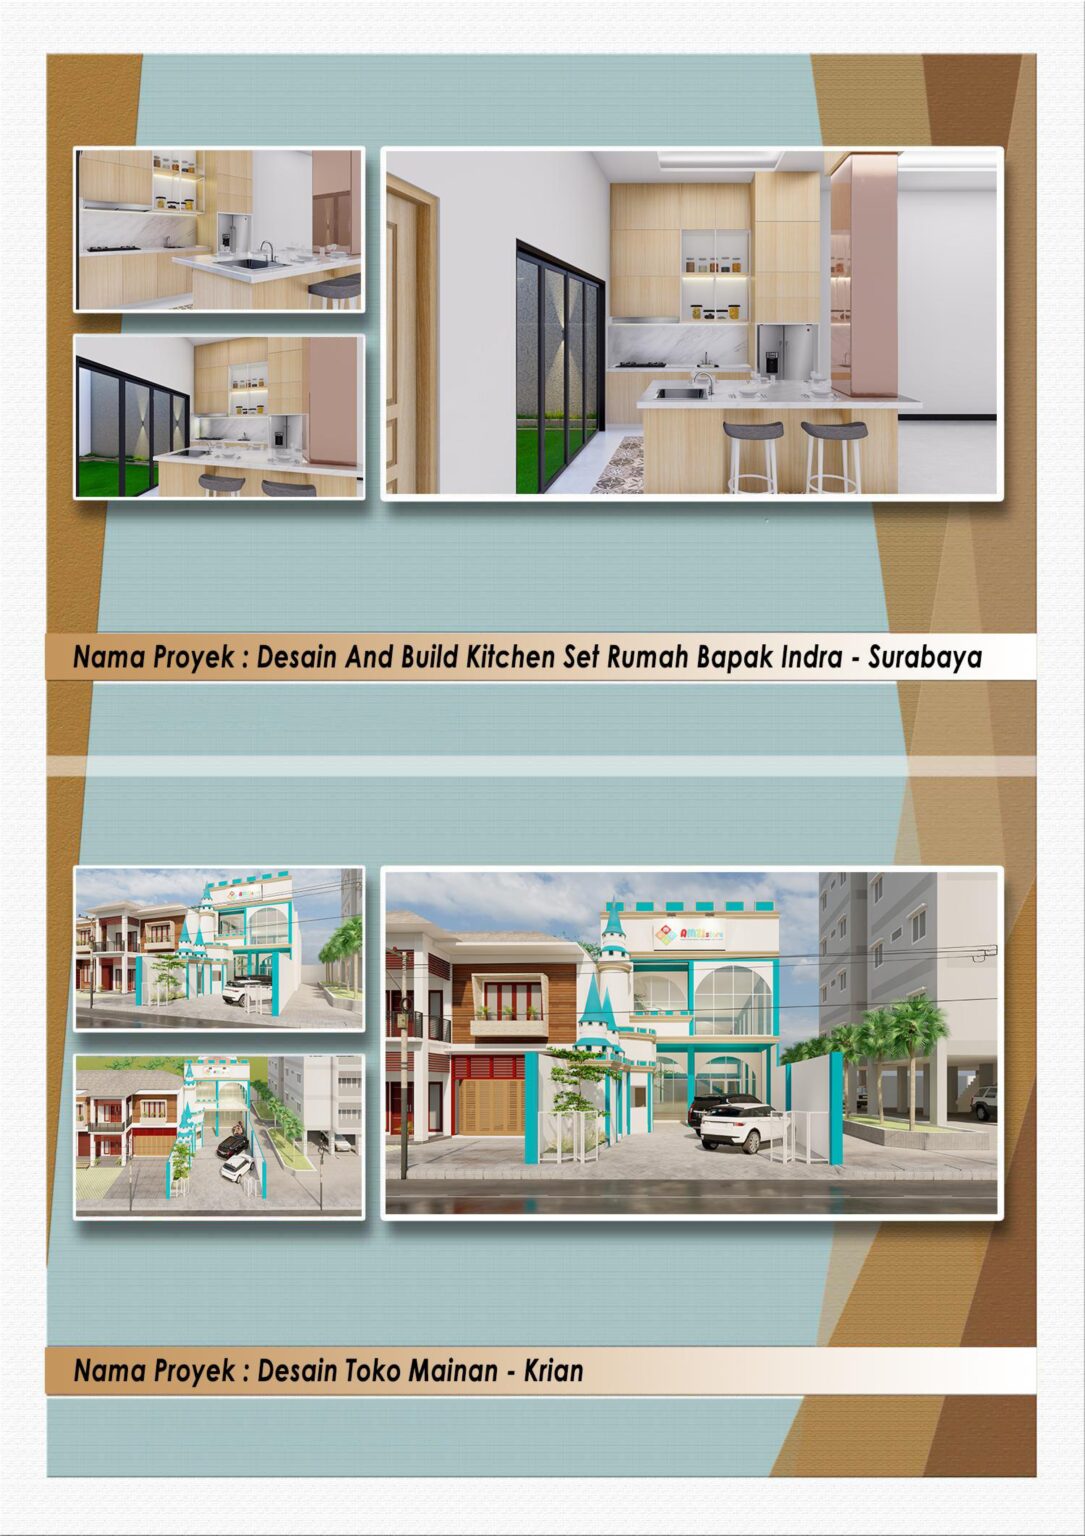 Nama Proyek : Desain And Build Kitchen Set Rumah Bapak Indra - Surabaya
Nama Proyek : Desain Toko Mainan - Krian